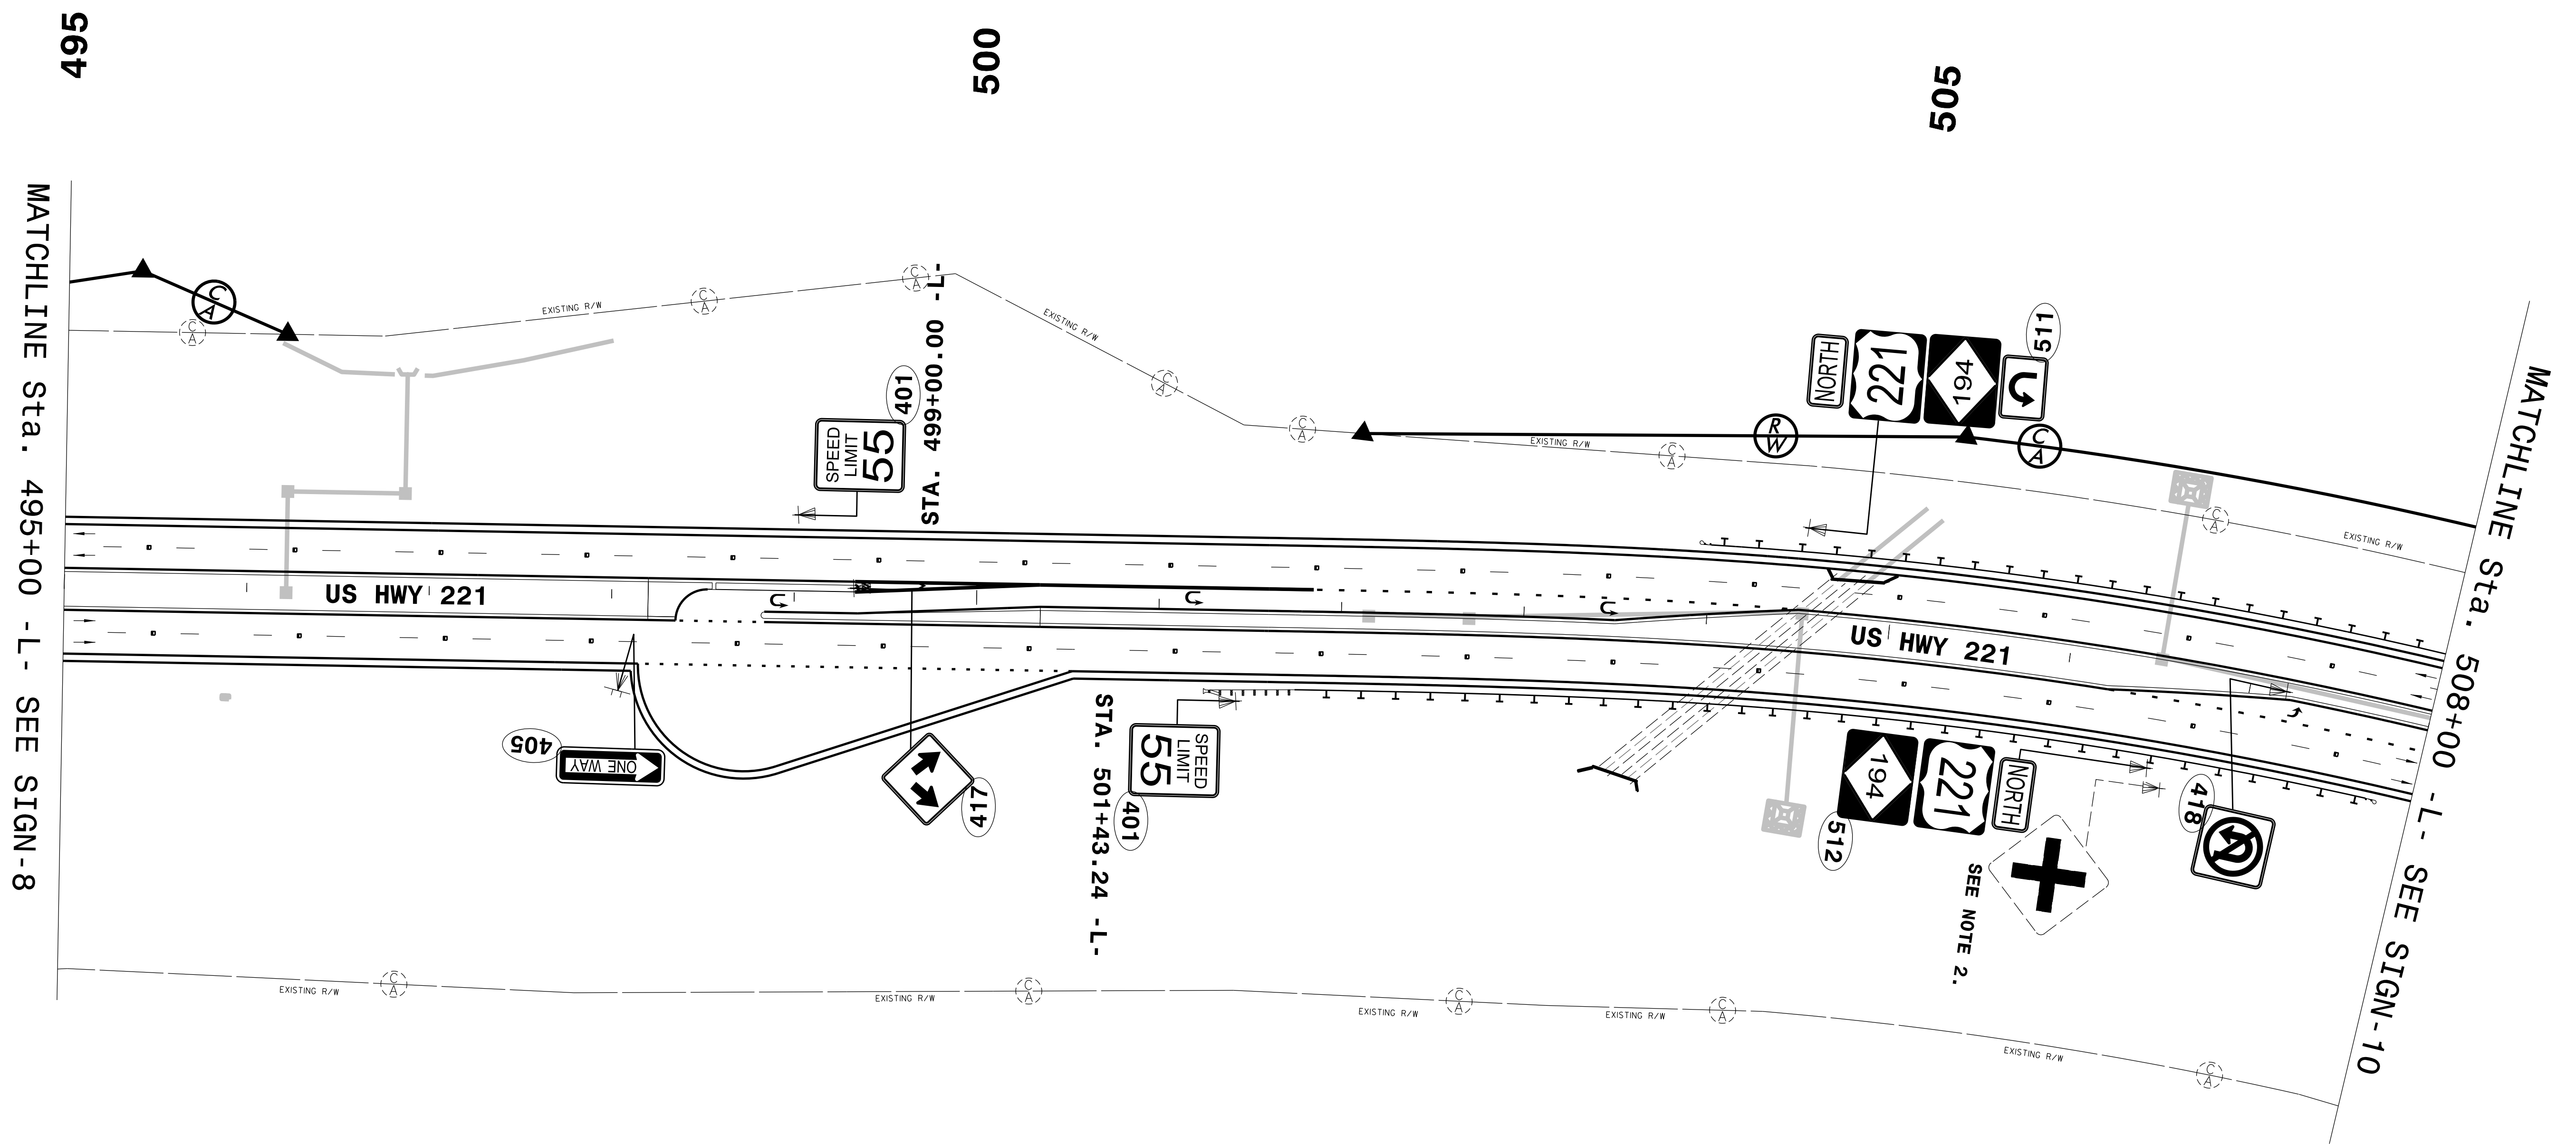 495
500
505
MATCHLINE Sta. 495+00 -L- SEE SIGN-8
C
A
C
A
EXISTING R/W
C
A
C
A
STA. 499+00.00 -L-
EXISTING R/W
C
A
C
A
EXISTING R/W
C
A
R
W
C
A
C
A
EXISTING R/W
SPEED
LIMIT
55
401
NORTH
221
194
511
US HWY 221
US HWY 221
405
ONE WAY
417
STA. 501+43.24 -L-
SPEED
LIMIT
55
401
194
221
NORTH
512
SEE NOTE 2.
418
EXISTING R/W
C
A
EXISTING R/W
C
A
EXISTING R/W
C
A
EXISTING R/W
C
A
EXISTING R/W
C
A
MATCHLINE Sta. 508+00 -L- SEE SIGN-10